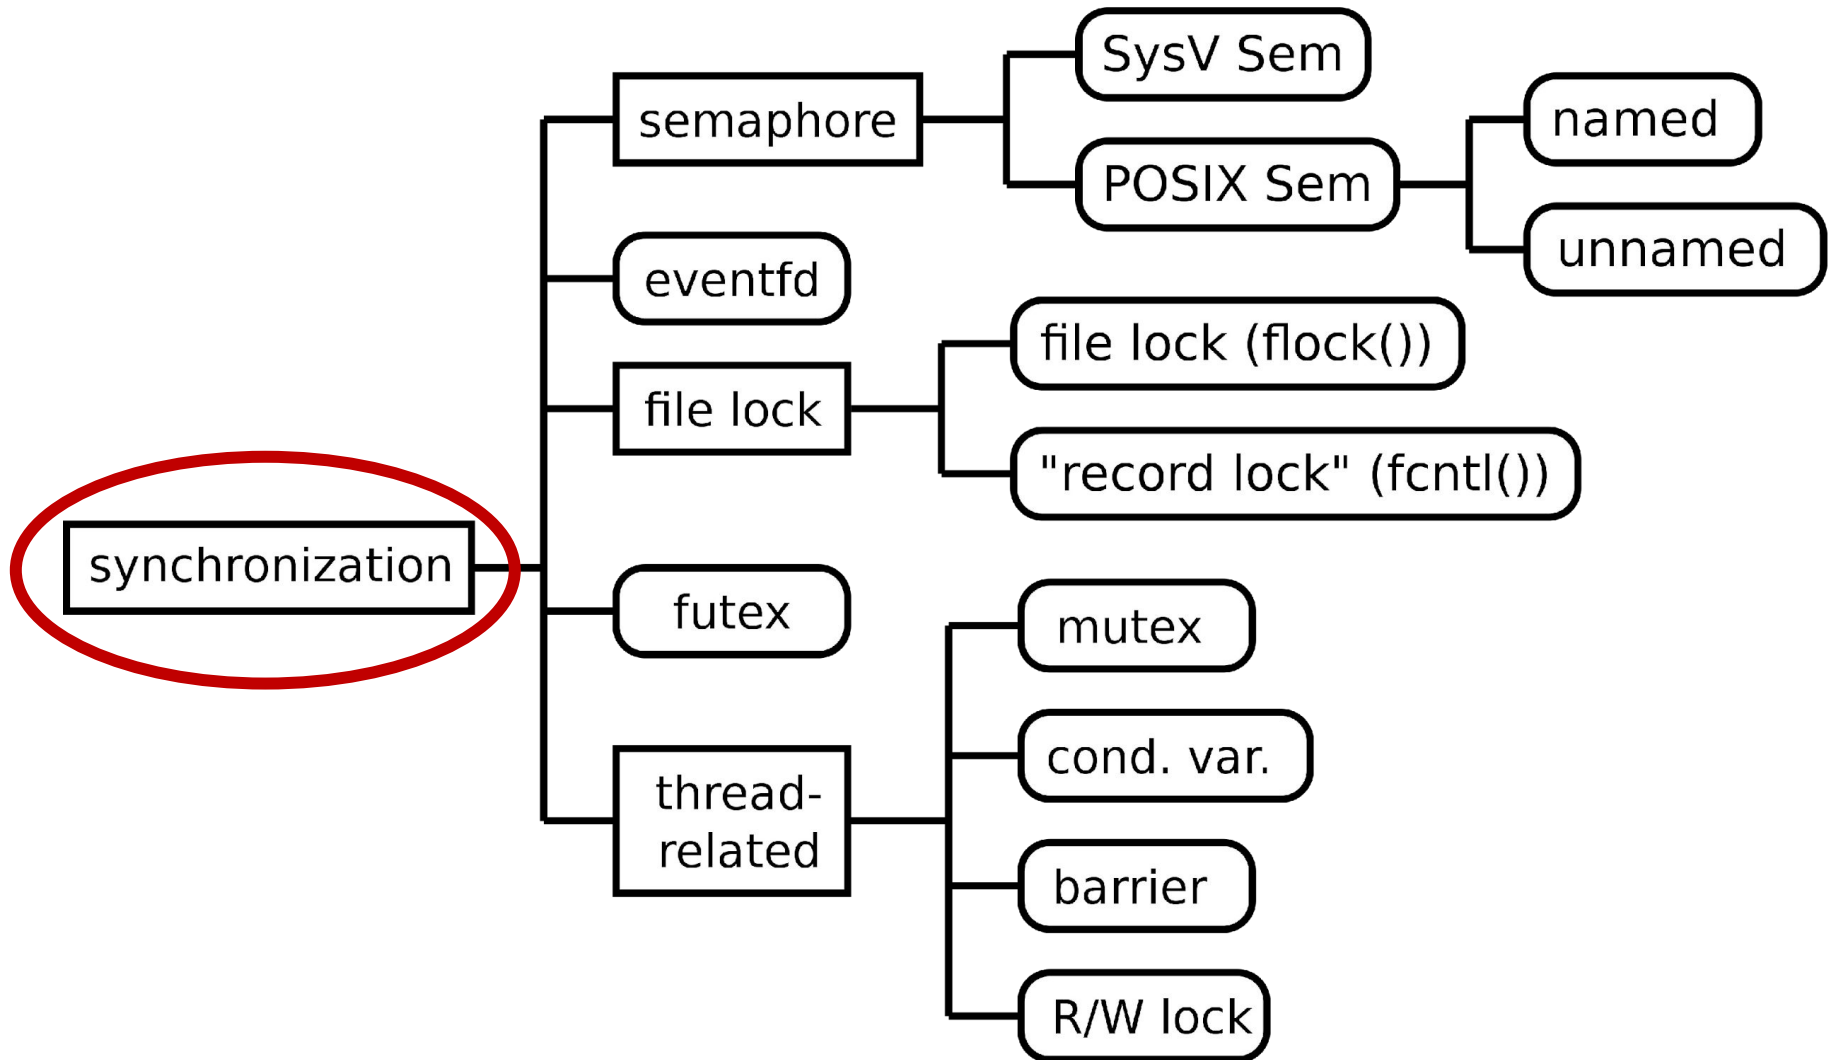 SysV Sem
semaphore
named
POSIX Sem
unnamed
eventfd
file lock (flock())
file lock
"record lock" (fcntl())
synchronization
futex
mutex
cond. var.
thread-
related
barrier
R/W lock